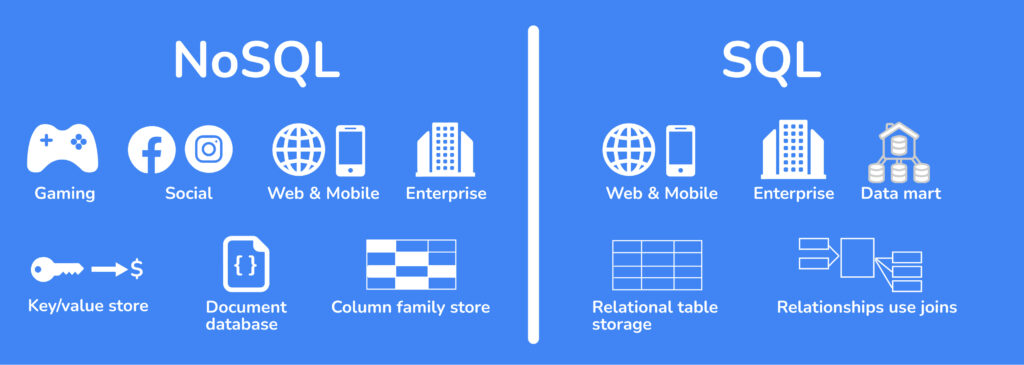 NoSQL
SQL
Gaming
Social
Web & Mobile
Enterprise
Web & Mobile
Enterprise
Data mart
$
{ }
Key/value store
Document
database
Column family store
Relational table
storage
Relationships use joins